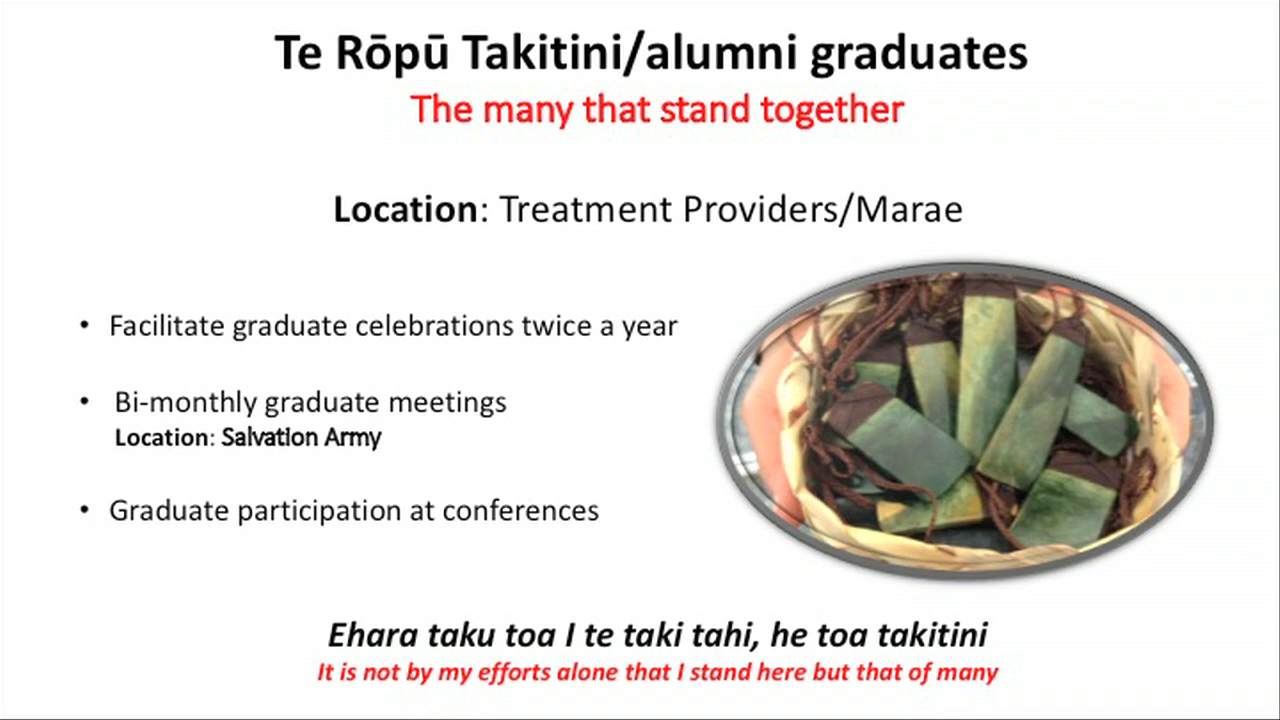 Te Rōpū Takitini/alumni graduates
The many that stand together
Location: Treatment Providers/Marae
• Facilitate graduate celebrations twice a year
• Bi-monthly graduate meetings
Location: Salvation Army
• Graduate participation at conferences
Ehara taku toa I te taki tahi, he toa takitini
It is not by my efforts alone that I stand here but that of many